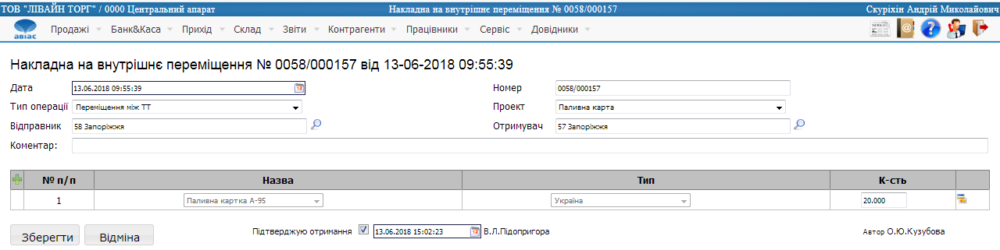 ТОВ "ЛІВАЙН ТОРГ" / 0000 Центральний апарат Накладна на внутрішнє переміщення № 0058/000157 Скуріхін Андрій Миколайович
АВІАС Продажі Банк&Каса Прихід Склад Звіти Контрагенти Працівники Сервіс Довідники NEWS
Накладна на внутрішнє переміщення № 0058/000157 від 13-06-2018 09:55:39
Дата 13.06.2018 09:55:39 Номер 0058/000157
Тип операції Переміщення між ТТ Проект Паливна карта
Відправник 58 Запоріжжя Отримувач 57 Запоріжжя
Коментар:
№ п/п Назва Тип К-сть
1 Паливна картка А-95 Україна 20.000
Зберегти Відміна Підтверджую отримання 13.06.2018 15:02:23 В.Л.Підопригора Автор О.Ю.Кузубова